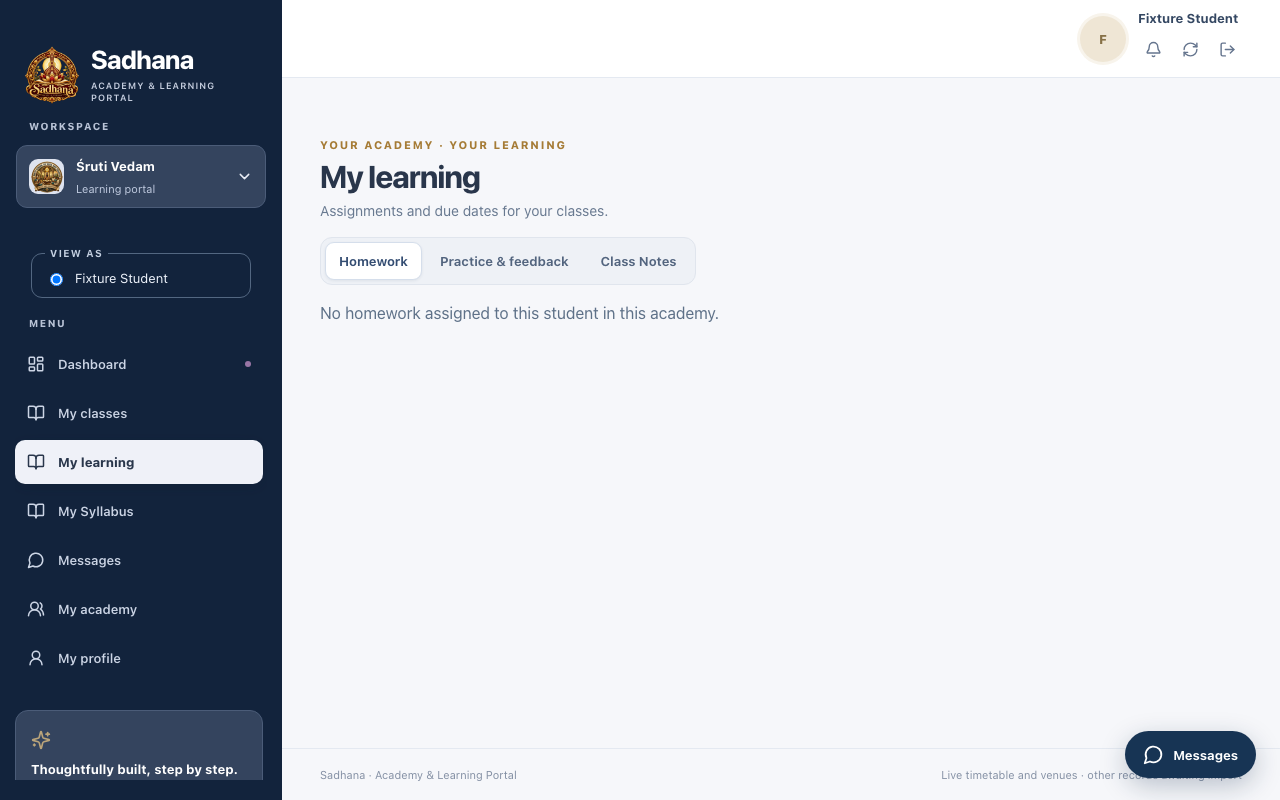 Sadhana
ACADEMY & LEARNING
PORTAL
Sadhana
WORKSPACE
Śruti Vedam
Learning portal
VIEW AS
Fixture Student
MENU
Dashboard
My classes
My learning
My Syllabus
Messages
My academy
My profile
Thoughtfully built, step by step.
F
Fixture Student
YOUR ACADEMY · YOUR LEARNING
My learning
Assignments and due dates for your classes.
Homework
Practice & feedback
Class Notes
No homework assigned to this student in this academy.
Sadhana · Academy & Learning Portal
Live timetable and venues · other
Messages